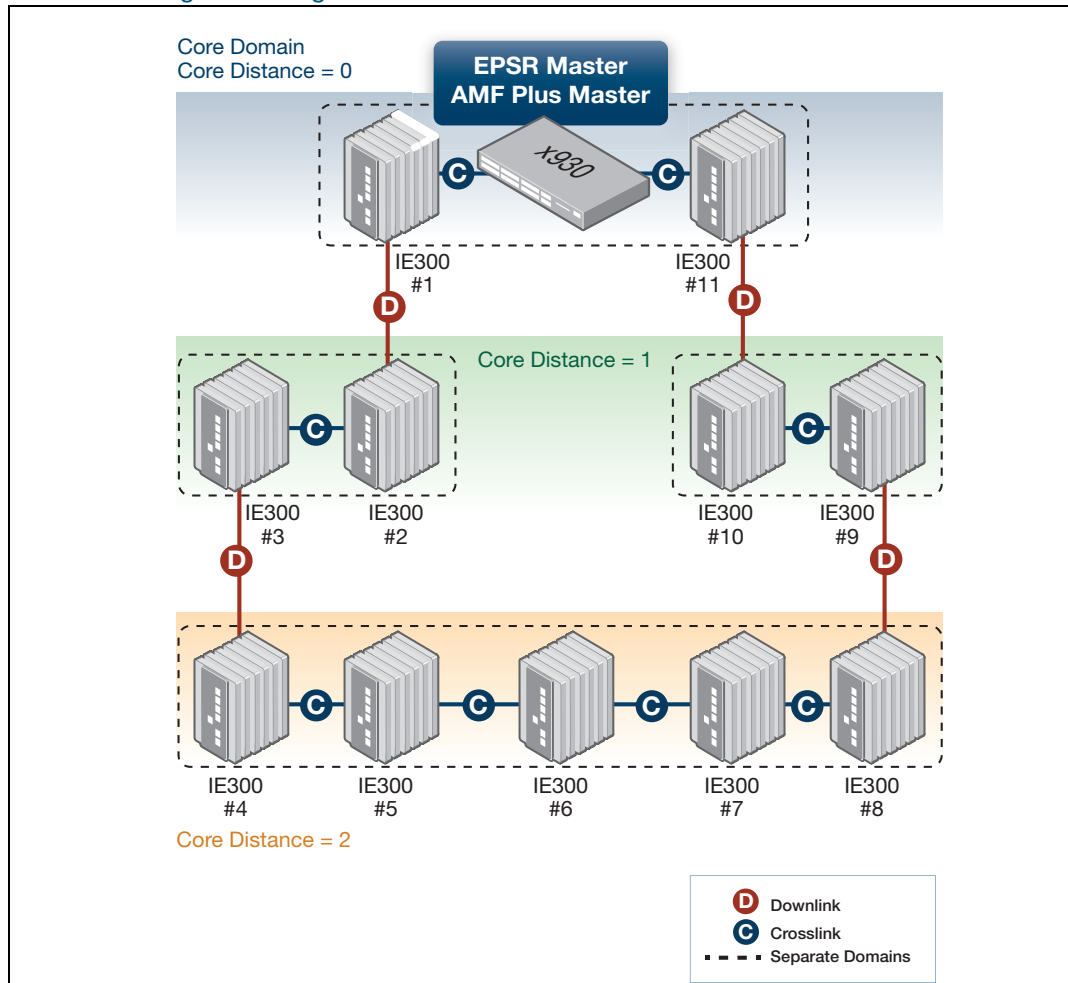 Core Domain
Core Distance = 0
EPSR Master
AMF Plus Master
x930
C
C
IE300
#1
IE300
#11
D
D
Core Distance = 1
C
C
IE300
#3
IE300
#2
IE300
#10
IE300
#9
D
D
C
C
C
C
IE300
#4
IE300
#5
IE300
#6
IE300
#7
IE300
#8
Core Distance = 2
D Downlink
C Crosslink
Separate Domains